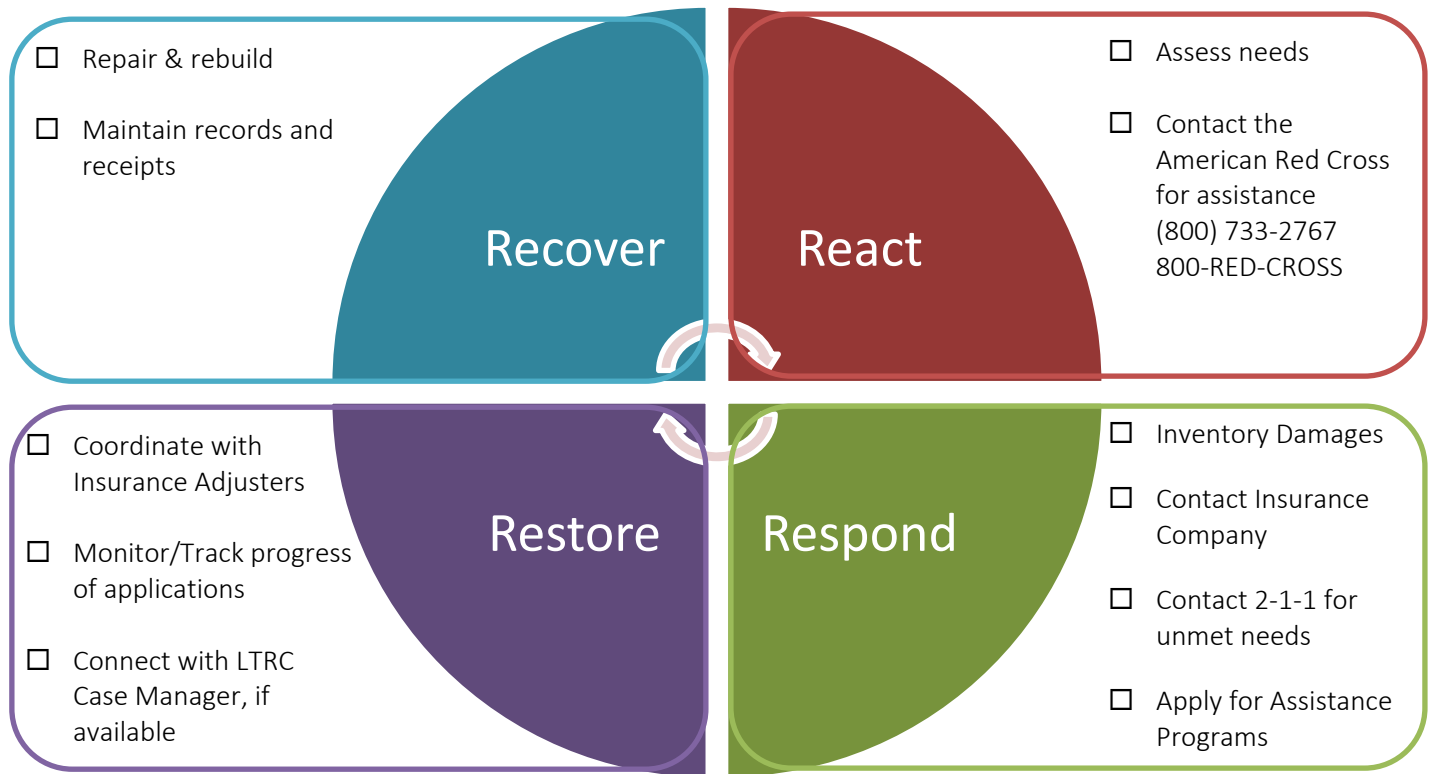 ☐ Repair & rebuild
☐ Maintain records and
receipts
Recover
React
☐ Assess needs
☐ Contact the
American Red Cross
for assistance
(800) 733-2767
800-RED-CROSS
☐ Coordinate with
Insurance Adjusters
☐ Monitor/Track progress
of applications
☐ Connect with LTRC
Case Manager, if
available
Restore
Respond
☐ Inventory Damages
☐ Contact Insurance
Company
☐ Contact 2-1-1 for
unmet needs
☐ Apply for Assistance
Programs